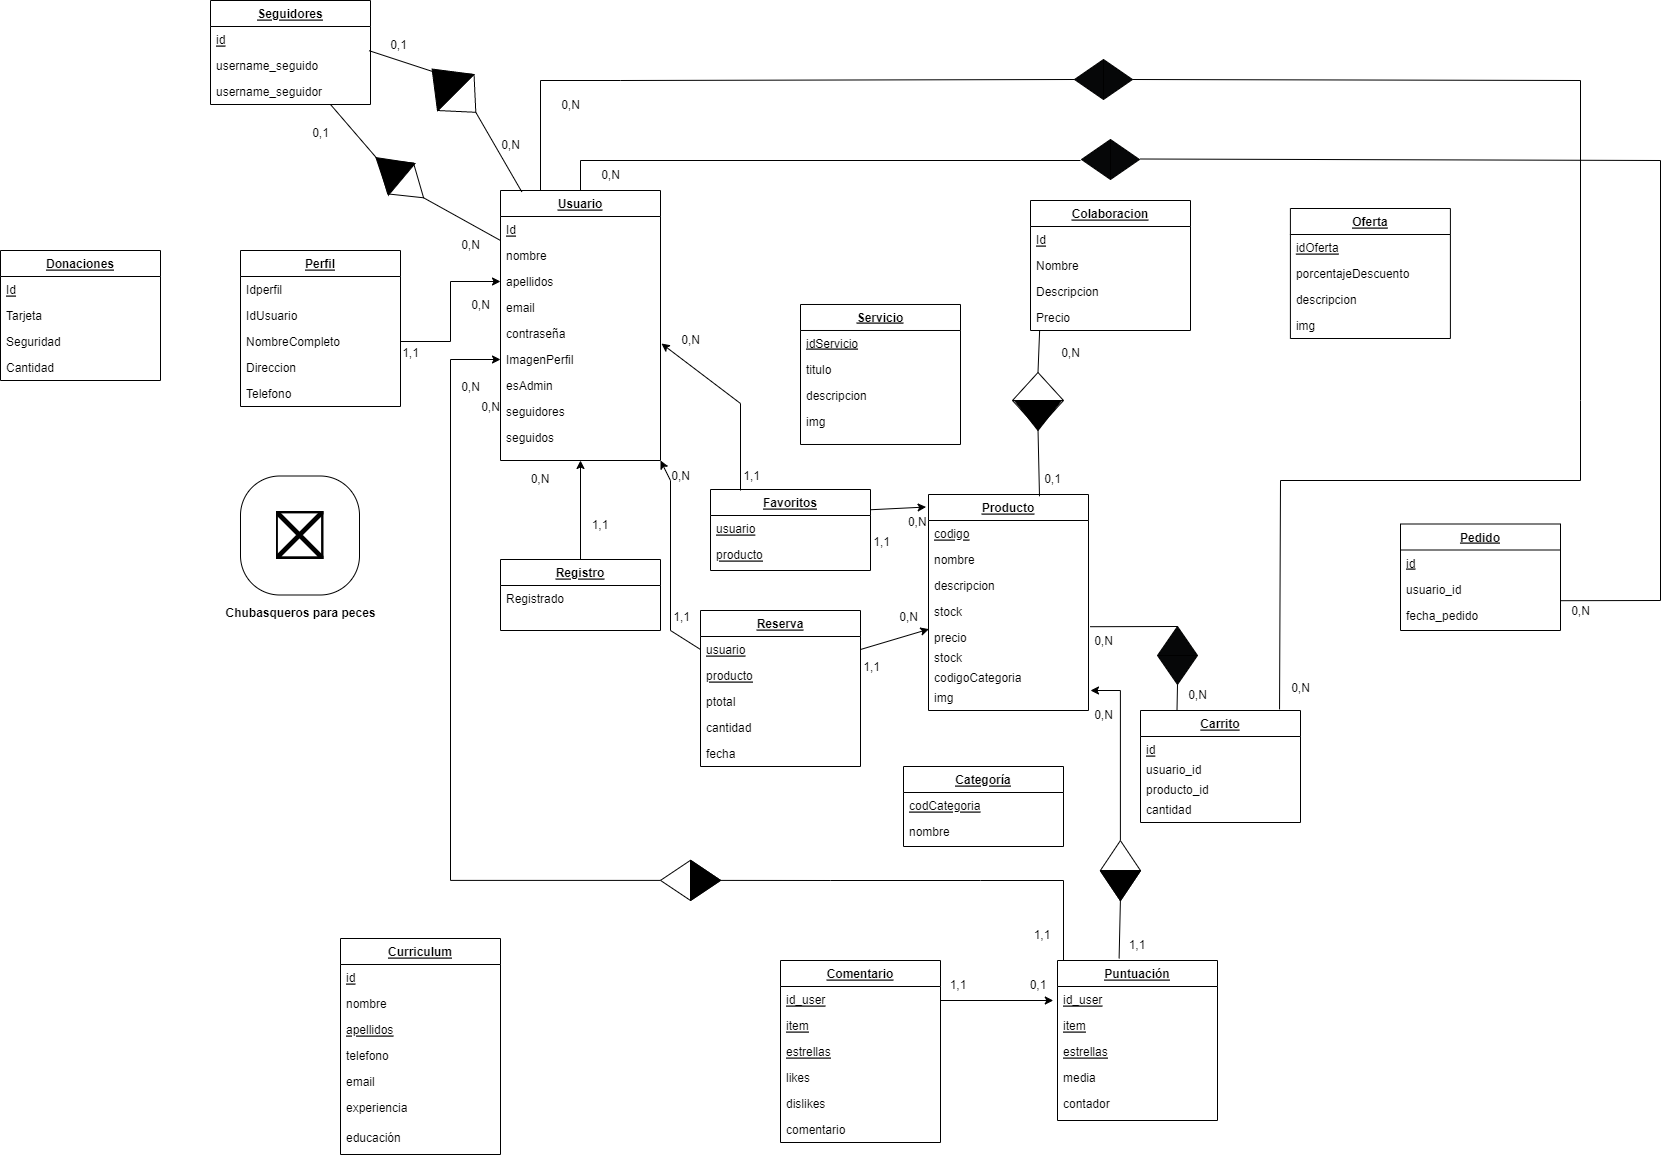 Seguidores
id
username_seguido
username_seguidor
0,1
0,N
0,1
0,N
0,N
0,N
Usuario
Id
nombre
apellidos
email
contraseña
ImagenPerfil
esAdmin
seguidores
seguidos
Colaboracion
Id
Nombre
Descripcion
Precio
Oferta
idOferta
porcentajeDescuento
descripcion
img
Donaciones
Id
Tarjeta
Seguridad
Cantidad
Perfil
Idperfil
IdUsuario
NombreCompleto
Direccion
Telefono
0,N
1,1
0,N
0,N
0,N
Servicio
idServicio
titulo
descripcion
img
0,N
0,1
Chubasqueros para peces
0,N
1,1
0,N
1,1
Favoritos
usuario
producto
0,N
1,1
Producto
codigo
nombre
descripcion
stock
precio
stock
codigoCategoria
img
Pedido
id
usuario_id
fecha_pedido
0,N
Registro
Registrado
1,1
Reserva
usuario
producto
ptotal
cantidad
fecha
0,N
1,1
0,N
0,N
0,N
0,N
Carrito
id
usuario_id
producto_id
cantidad
Categoría
codCategoria
nombre
1,1
1,1
Curriculum
id
nombre
apellidos
telefono
email
experiencia
educación
Comentario
id_user
item
estrellas
likes
dislikes
comentario
1,1
0,1
Puntuación
id_user
item
estrellas
media
contador